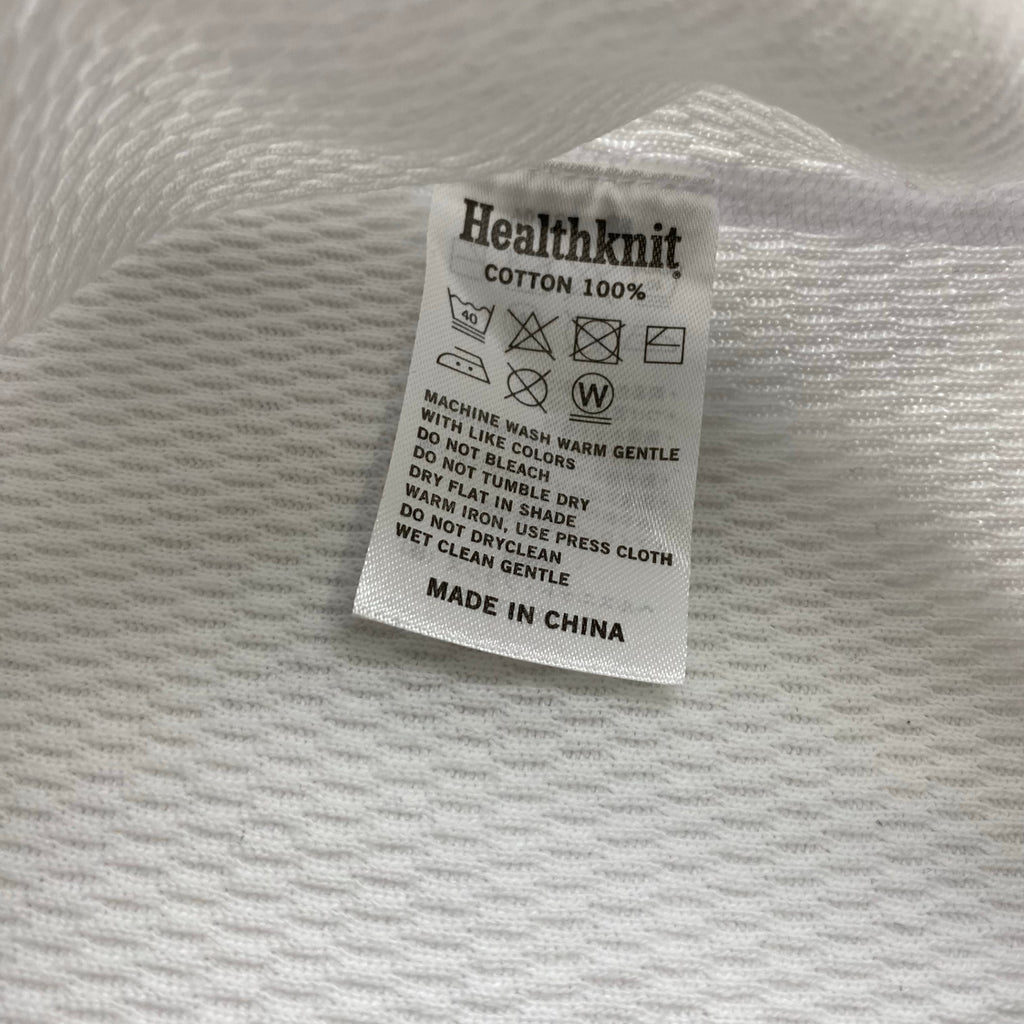 Healthknit
COTTON 100%
40
W
MACHINE WASH WARM GENTLE
WITH LIKE COLORS
DO NOT BLEACH
DO NOT TUMBLE DRY
DRY FLAT IN SHADE
WARM IRON, USE PRESS CLOTH
DO NOT DRYCLEAN
WET CLEAN GENTLE
MADE IN CHINA